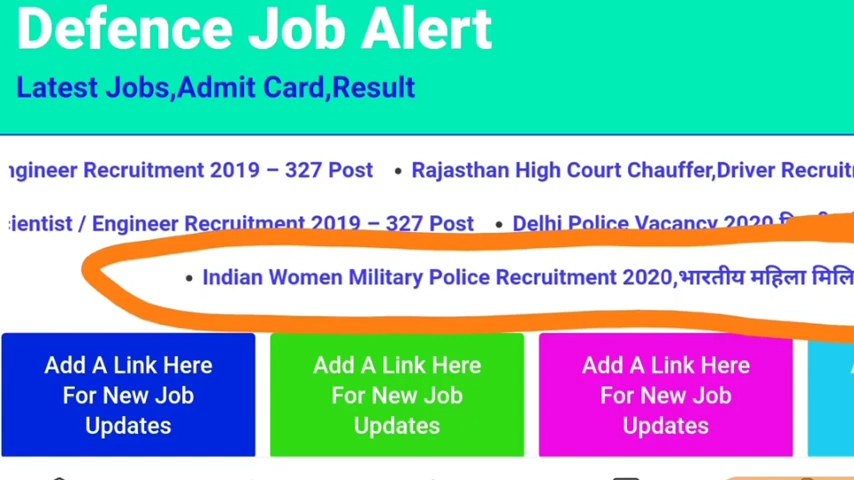 Defence Job Alert
Latest Jobs,Admit Card,Result
Recruitment 2019 – 327 Post • Rajasthan High Court Chauffer,Driver
/ Engineer Recruitment 2019 – 327 Post • Delhi Police Vacancy 2020
• Indian Women Military Police Recruitment 2020,भारतीय महिला
Add A Link Here For New Job Updates
Add A Link Here For New Job Updates
Add A Link Here For New Job Updates